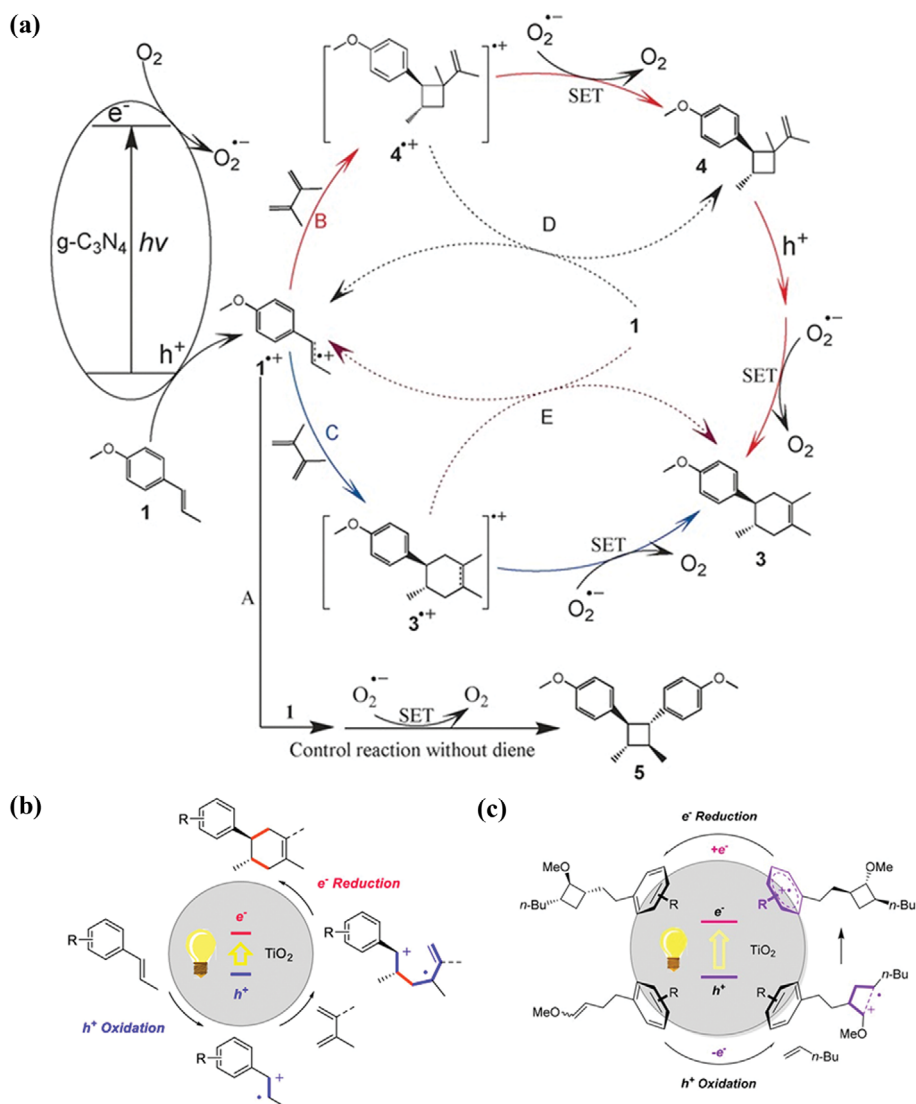 (a)
O₂
e⁻
O₂•⁻
g-C₃N₄
hν
h⁺
O
1
O
1•⁺
B
C
A
O
•+
4•⁺
O₂•⁻
O₂
SET
O
4
h⁺
O₂•⁻
SET
O₂
D
1
E
O
3
O
•+
3•⁺
SET
O₂
O₂•⁻
1
O₂•⁻
O₂
SET
Control reaction without diene
O
O
5
(b)
R
e⁻ Reduction
e⁻
TiO₂
h⁺
R
R
+
•
h⁺ Oxidation
R
+
•
(c)
e⁻ Reduction
+e⁻
OMe
n-Bu
R
R
+•
OMe
n-Bu
e⁻
TiO₂
h⁺
MeO
R
R
n-Bu
•
+
MeO
-e⁻
n-Bu
h⁺ Oxidation